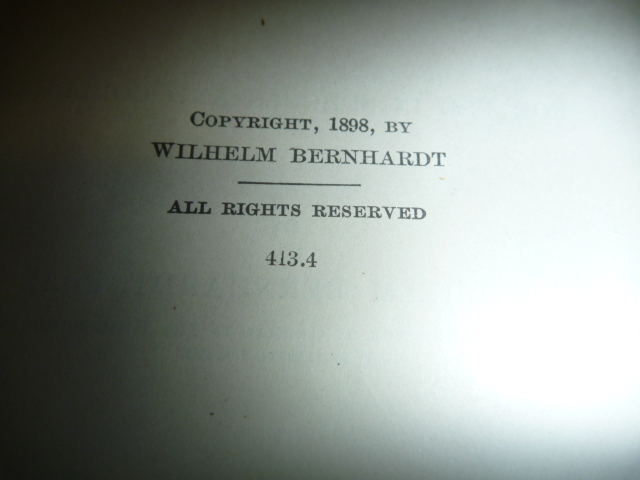 COPYRIGHT, 1898, BY
WILHELM BERNHARDT
ALL RIGHTS RESERVED
413.4